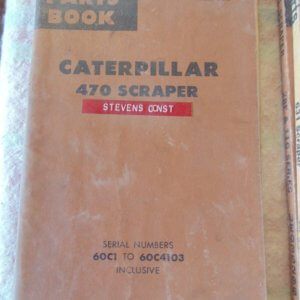 PARTS
BOOK
CATERPILLAR
470 SCRAPER
STEVENS CONST
SERIAL NUMBERS
60C1 TO 60C4103
INCLUSIVE